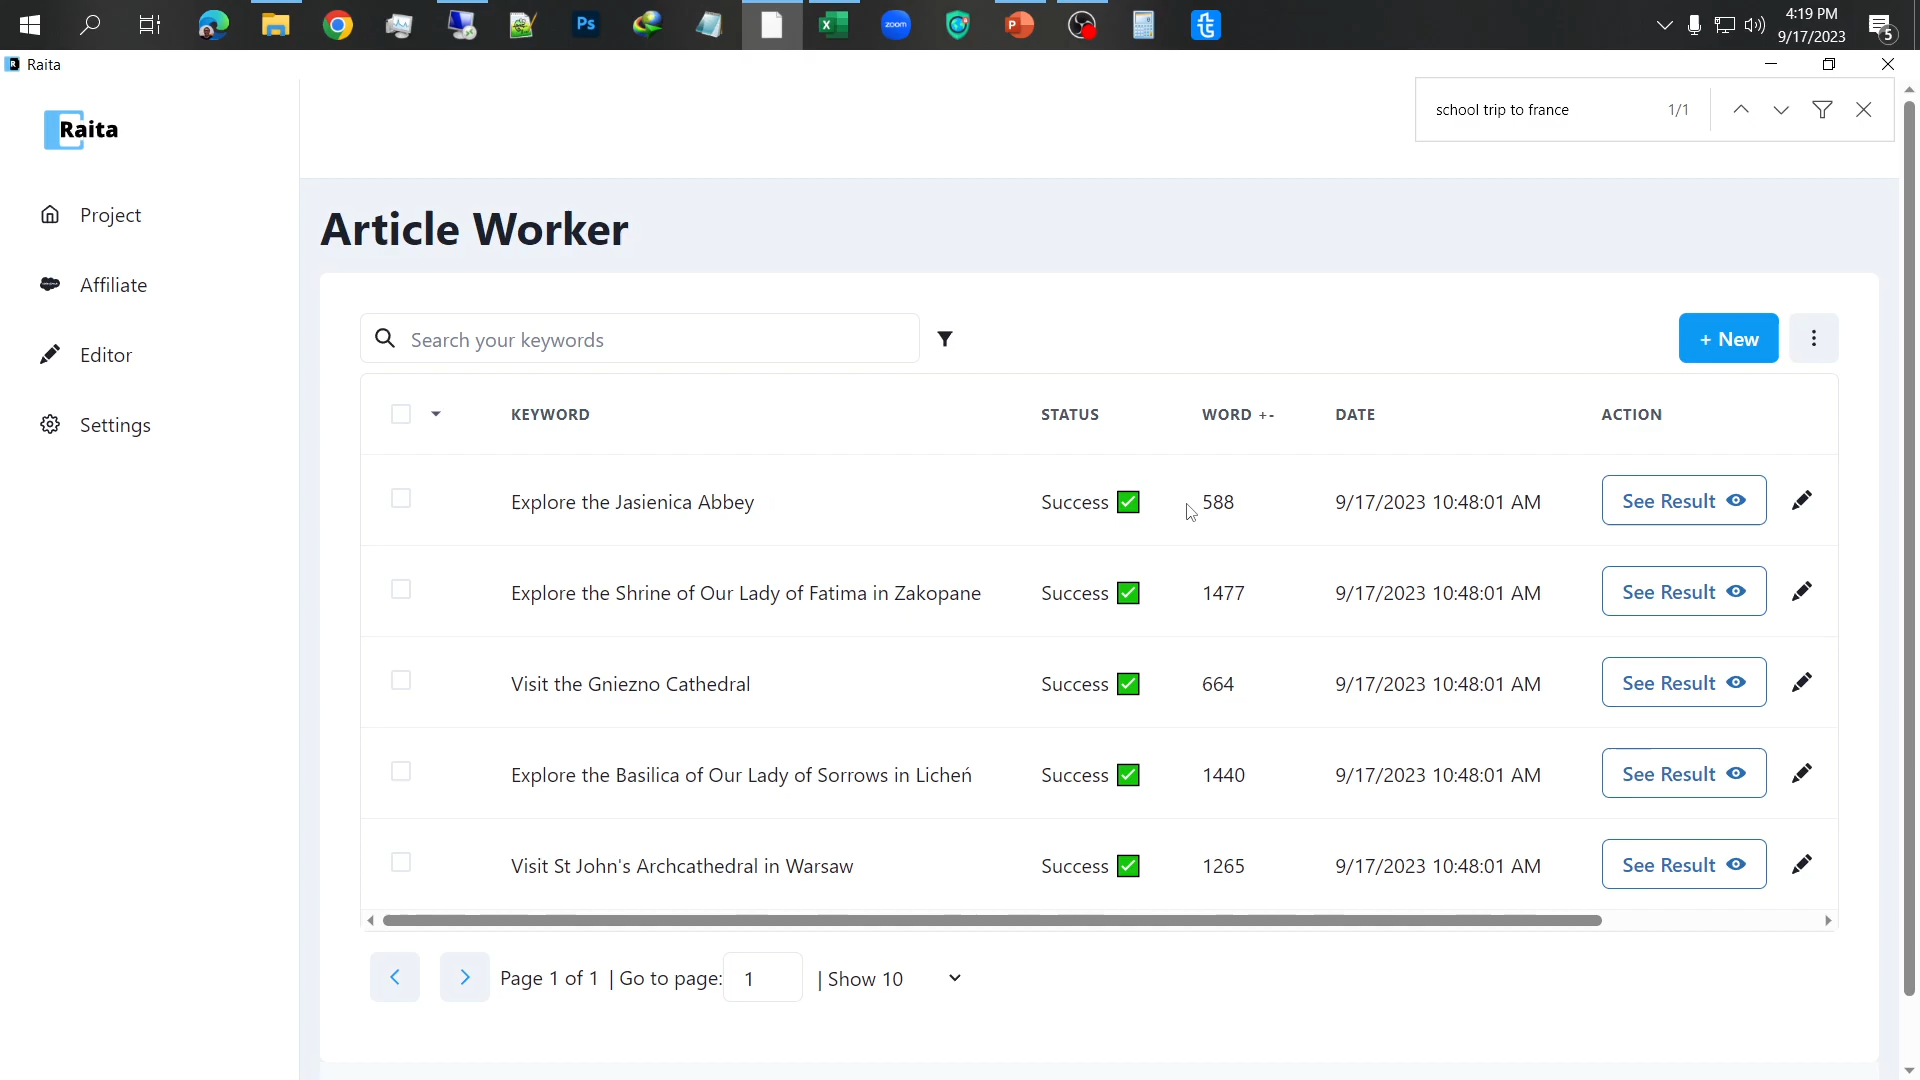 Ps
zoom
4:19 PM
9/17/2023
5
Raita
school trip to france 1/1
Raita
Project
Affiliate
Editor
Settings
Article Worker
Search your keywords
+ New
KEYWORD STATUS WORD +- DATE ACTION
Explore the Jasienica Abbey Success 588 9/17/2023 10:48:01 AM See Result
Explore the Shrine of Our Lady of Fatima in Zakopane Success 1477 9/17/2023 10:48:01 AM See Result
Visit the Gniezno Cathedral Success 664 9/17/2023 10:48:01 AM See Result
Explore the Basilica of Our Lady of Sorrows in Licheń Success 1440 9/17/2023 10:48:01 AM See Result
Visit St John's Archcathedral in Warsaw Success 1265 9/17/2023 10:48:01 AM See Result
Page 1 of 1 | Go to page: 1 | Show 10